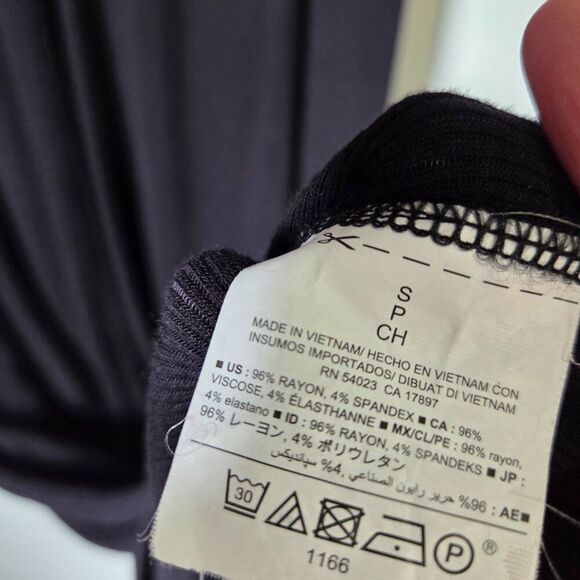 S
P
CH
MADE IN VIETNAM/ HECHO EN VIETNAM CON
INSUMOS IMPORTADOS/ DIBUAT DI VIETNAM
RN 54023 CA 17897
■ US : 96% RAYON, 4% SPANDEX ■ CA : 96%
VISCOSE, 4% ÉLASTHANNE ■ MX/CL/PE : 96% rayon,
4% elastano ■ ID : 96% RAYON, 4% SPANDEKS ■ JP :
96% レーヨン, 4% ポリウレタン
■AE : 96% حرير رايون الصناعي, 4% سبانديكس
30
P
®
1166